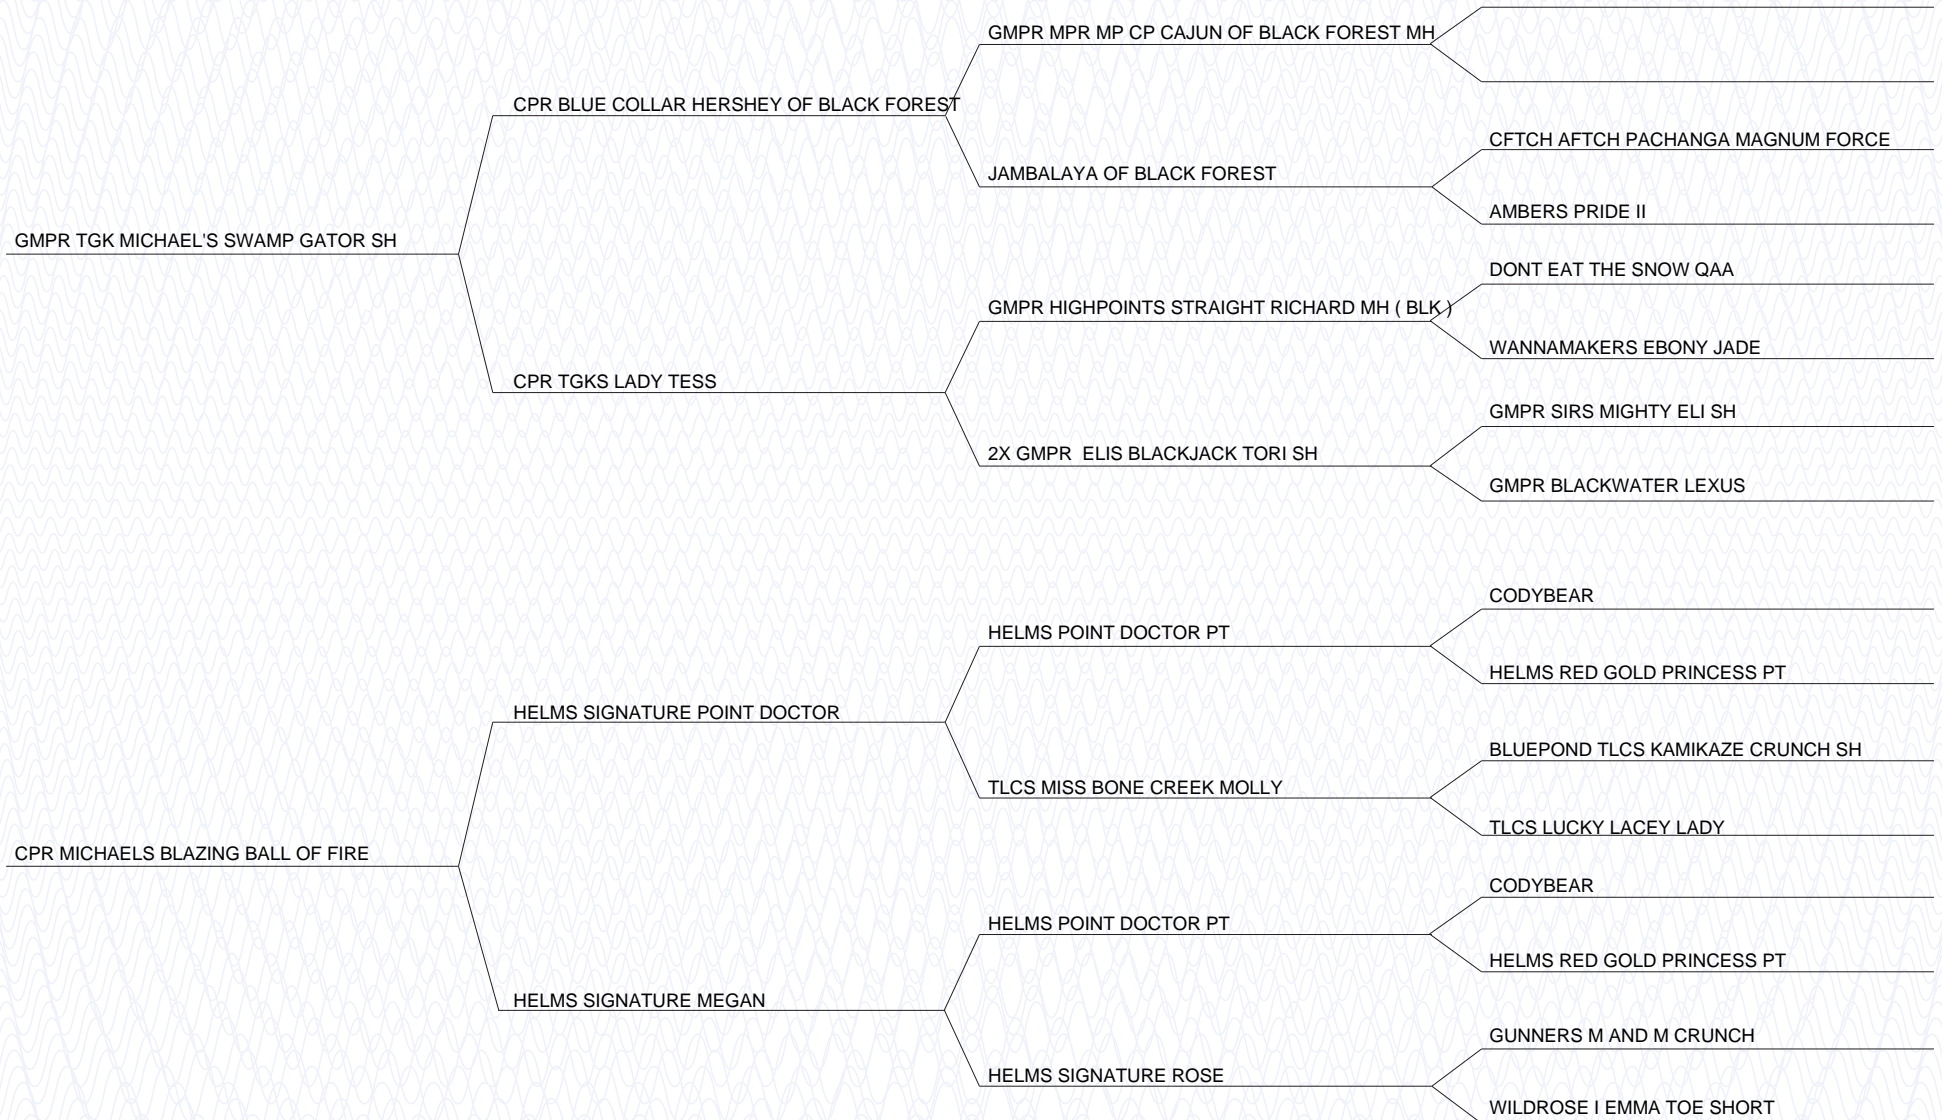 GMPR MPR MP CP CAJUN OF BLACK FOREST MH
CPR BLUE COLLAR HERSHEY OF BLACK FOREST
CFTCH AFTCH PACHANGA MAGNUM FORCE
JAMBALAYA OF BLACK FOREST
AMBERS PRIDE II
GMPR TGK MICHAEL'S SWAMP GATOR SH
DONT EAT THE SNOW QAA
GMPR HIGHPOINTS STRAIGHT RICHARD MH ( BLK )
WANNAMAKERS EBONY JADE
CPR TGKS LADY TESS
GMPR SIRS MIGHTY ELI SH
2X GMPR  ELIS BLACKJACK TORI SH
GMPR BLACKWATER LEXUS
CODYBEAR
HELMS POINT DOCTOR PT
HELMS RED GOLD PRINCESS PT
HELMS SIGNATURE POINT DOCTOR
BLUEPOND TLCS KAMIKAZE CRUNCH SH
TLCS MISS BONE CREEK MOLLY
TLCS LUCKY LACEY LADY
CPR MICHAELS BLAZING BALL OF FIRE
CODYBEAR
HELMS POINT DOCTOR PT
HELMS RED GOLD PRINCESS PT
HELMS SIGNATURE MEGAN
GUNNERS M AND M CRUNCH
HELMS SIGNATURE ROSE
WILDROSE I EMMA TOE SHORT